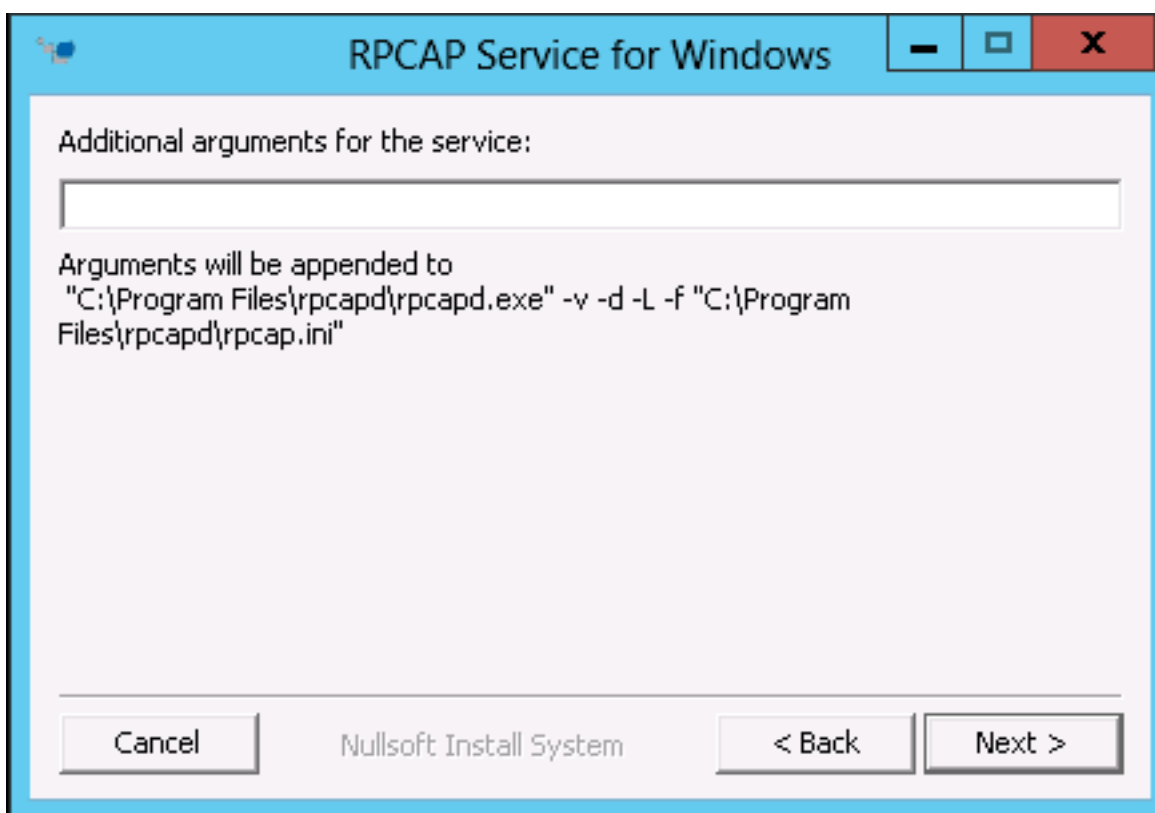 RPCAP Service for Windows
Additional arguments for the service:
Arguments will be appended to
"C:\Program Files\rpcapd\rpcapd.exe" -v -d -L -f "C:\Program
Files\rpcapd\rpcap.ini"
Cancel
Nullsoft Install System
< Back
Next >